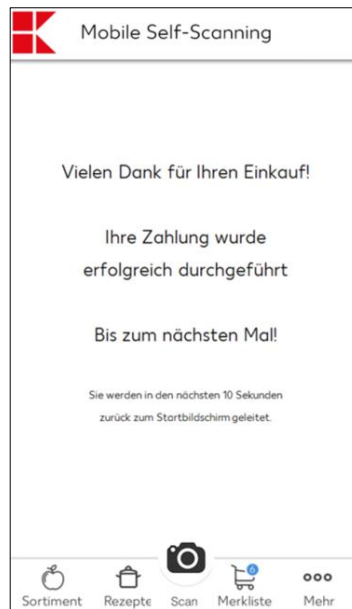 Mobile Self-Scanning
Vielen Dank für Ihren Einkauf!
Ihre Zahlung wurde
erfolgreich durchgeführt
Bis zum nächsten Mal!
Sie werden in den nächsten 10 Sekunden
zurück zum Startbildschirm geleitet.
6
Sortiment Rezepte Scan Merkliste Mehr